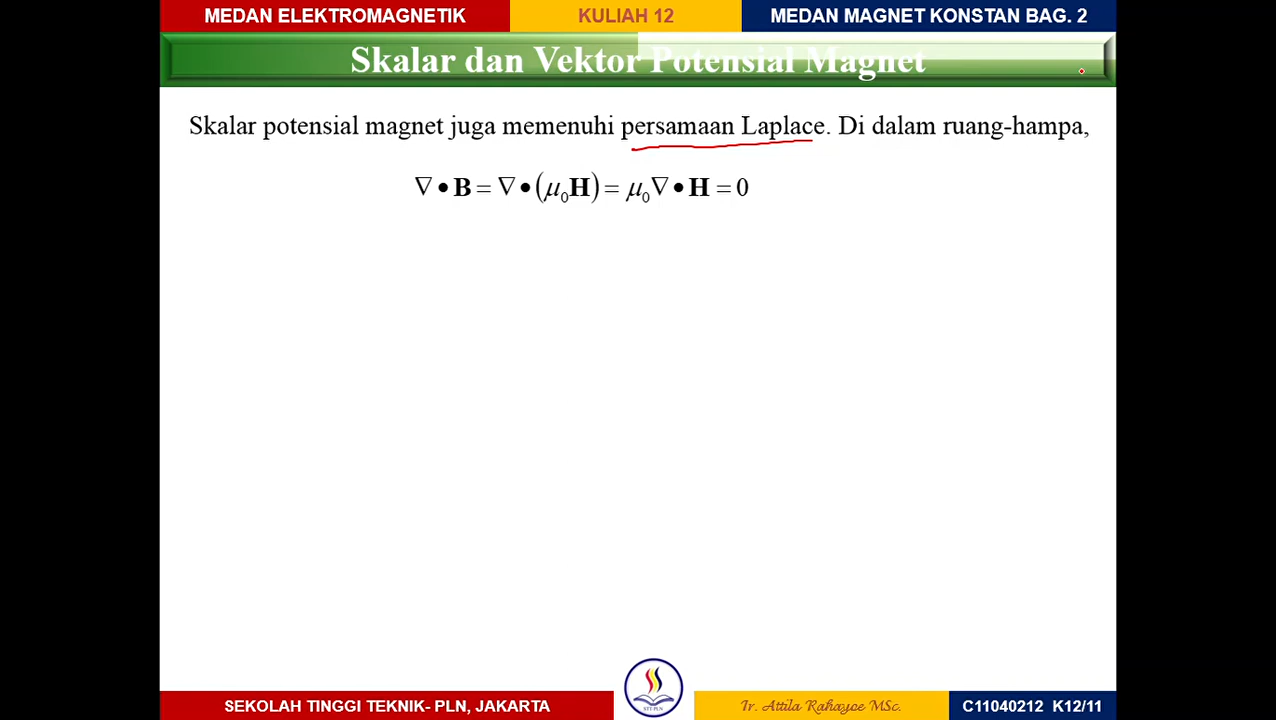 MEDAN ELEKTROMAGNETIK KULIAH 12 MEDAN MAGNET KONSTAN BAG. 2
Skalar dan Vektor Potensial Magnet
Skalar potensial magnet juga memenuhi persamaan Laplace. Di dalam ruang-hampa,
∇ • B = ∇ • (μ₀H) = μ₀∇ • H = 0
STT PLN
SEKOLAH TINGGI TEKNIK- PLN, JAKARTA Ir. Attila Rahayoe MSc. C11040212 K12/11